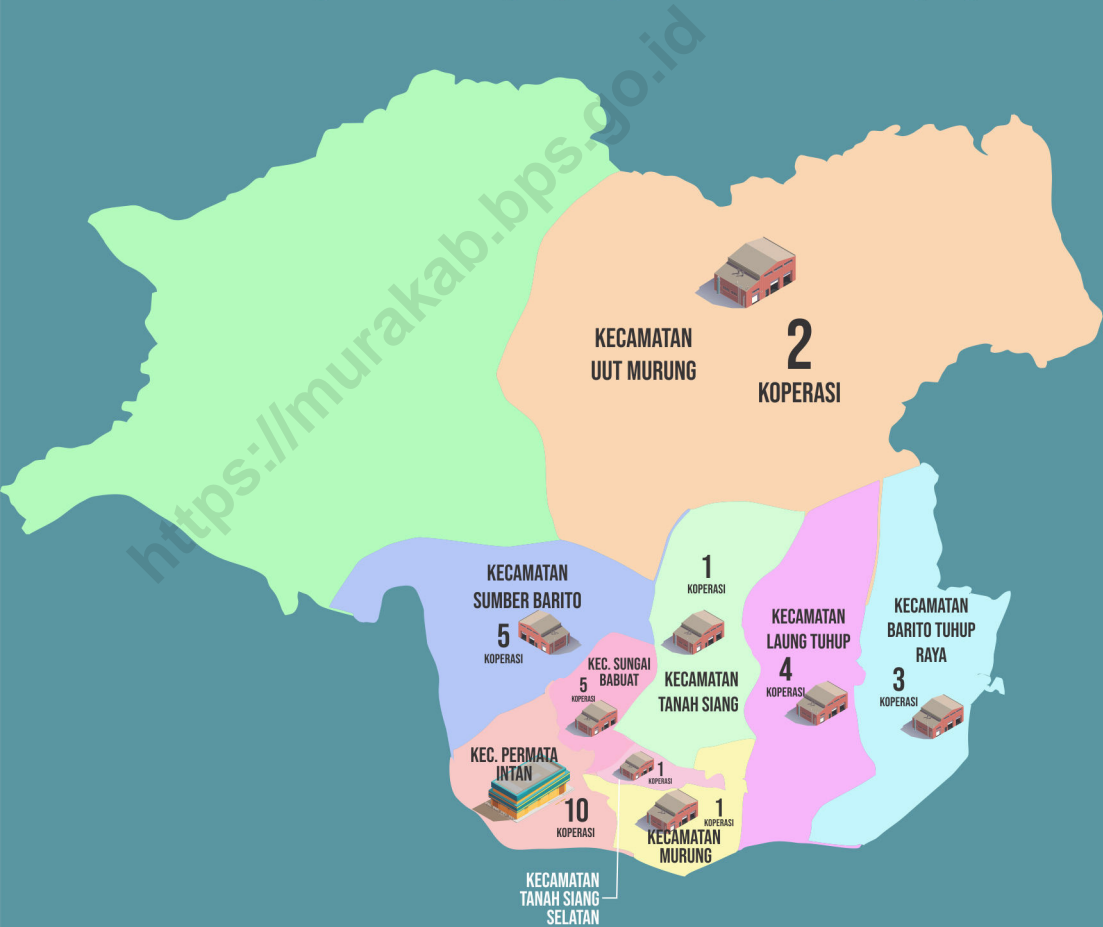 https://murakab.bps.go.id
KECAMATAN
UUT MURUNG
2
KOPERASI
KECAMATAN
SUMBER BARITO
5
KOPERASI
1
KOPERASI
KECAMATAN
TANAH SIANG
KECAMATAN
LAUNG TUHUP
4
KOPERASI
KECAMATAN
BARITO TUHUP
RAYA
3
KOPERASI
KEC. SUNGAI
BABUAT
5
KOPERASI
KEC. PERMATA
INTAN
10
KOPERASI
1
KOPERASI
1
KOPERASI
KECAMATAN
MURUNG
KECAMATAN
TANAH SIANG
SELATAN